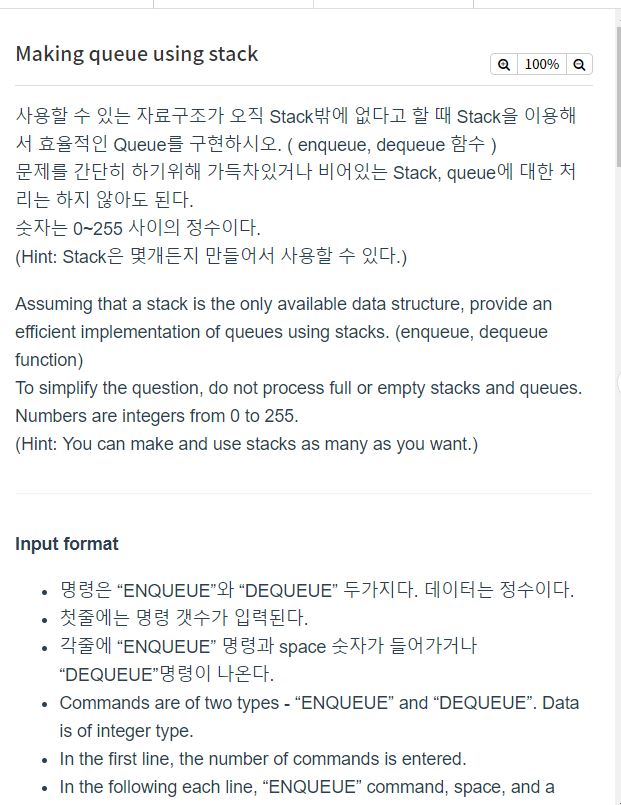 Making queue using stack
100%
사용할 수 있는 자료구조가 오직 Stack밖에 없다고 할 때 Stack을 이용해
서 효율적인 Queue를 구현하시오. ( enqueue, dequeue 함수 )
문제를 간단히 하기위해 가득차있거나 비어있는 Stack, queue에 대한 처
리는 하지 않아도 된다.
숫자는 0~255 사이의 정수이다.
(Hint: Stack은 몇개든지 만들어서 사용할 수 있다.)
Assuming that a stack is the only available data structure, provide an
efficient implementation of queues using stacks. (enqueue, dequeue
function)
To simplify the question, do not process full or empty stacks and queues.
Numbers are integers from 0 to 255.
(Hint: You can make and use stacks as many as you want.)
Input format
• 명령은 “ENQUEUE”와 “DEQUEUE” 두가지다. 데이터는 정수이다.
• 첫줄에는 명령 갯수가 입력된다.
• 각줄에 “ENQUEUE” 명령과 space 숫자가 들어가거나
“DEQUEUE”명령이 나온다.
• Commands are of two types - “ENQUEUE” and “DEQUEUE”. Data
is of integer type.
• In the first line, the number of commands is entered.
• In the following each line, “ENQUEUE” command, space, and a